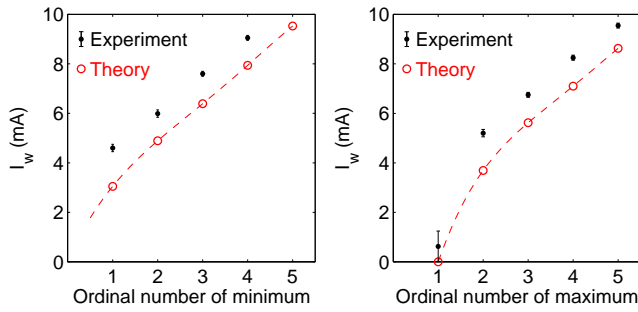 10
8
6
4
2
0
I_w (mA)
Experiment
Theory
1 2 3 4 5
Ordinal number of minimum
10
8
6
4
2
0
I_w (mA)
Experiment
Theory
1 2 3 4 5
Ordinal number of maximum